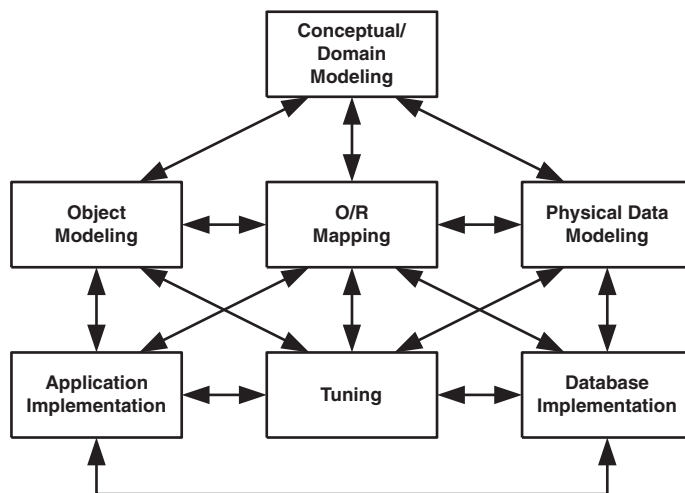 Conceptual/
Domain
Modeling
Object
Modeling
O/R
Mapping
Physical Data
Modeling
Application
Implementation
Tuning
Database
Implementation